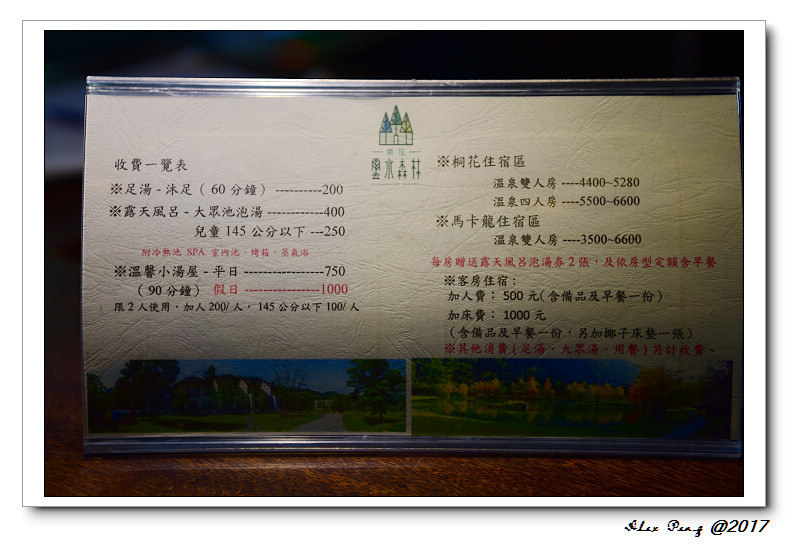 南庄
雲水森林
收費一覽表
※足湯-沐足(60分鐘) ----------200
※露天風呂-大眾池泡湯-----------400
兒童145公分以下---250
附冷熱池 SPA 室內池、烤箱、蒸氣浴
※溫馨小湯屋-平日-----------------750
(90分鐘) 假日----------------1000
限2人使用‧加人200/人‧145公分以下100/人
※桐花住宿區
溫泉雙人房----4400~5280
溫泉四人房----5500~6600
※馬卡龍住宿區
溫泉雙人房----3500~6600
每房贈送露天風呂泡湯券2張,及依房型定額含早餐
※客房住宿:
加人費: 500元(含備品及早餐一份)
加床費: 1000元
(含備品及早餐一份,另加椰子床墊一張)
※其他消費(足湯、大眾湯、用餐)另計收費。
Alex Peng @2017